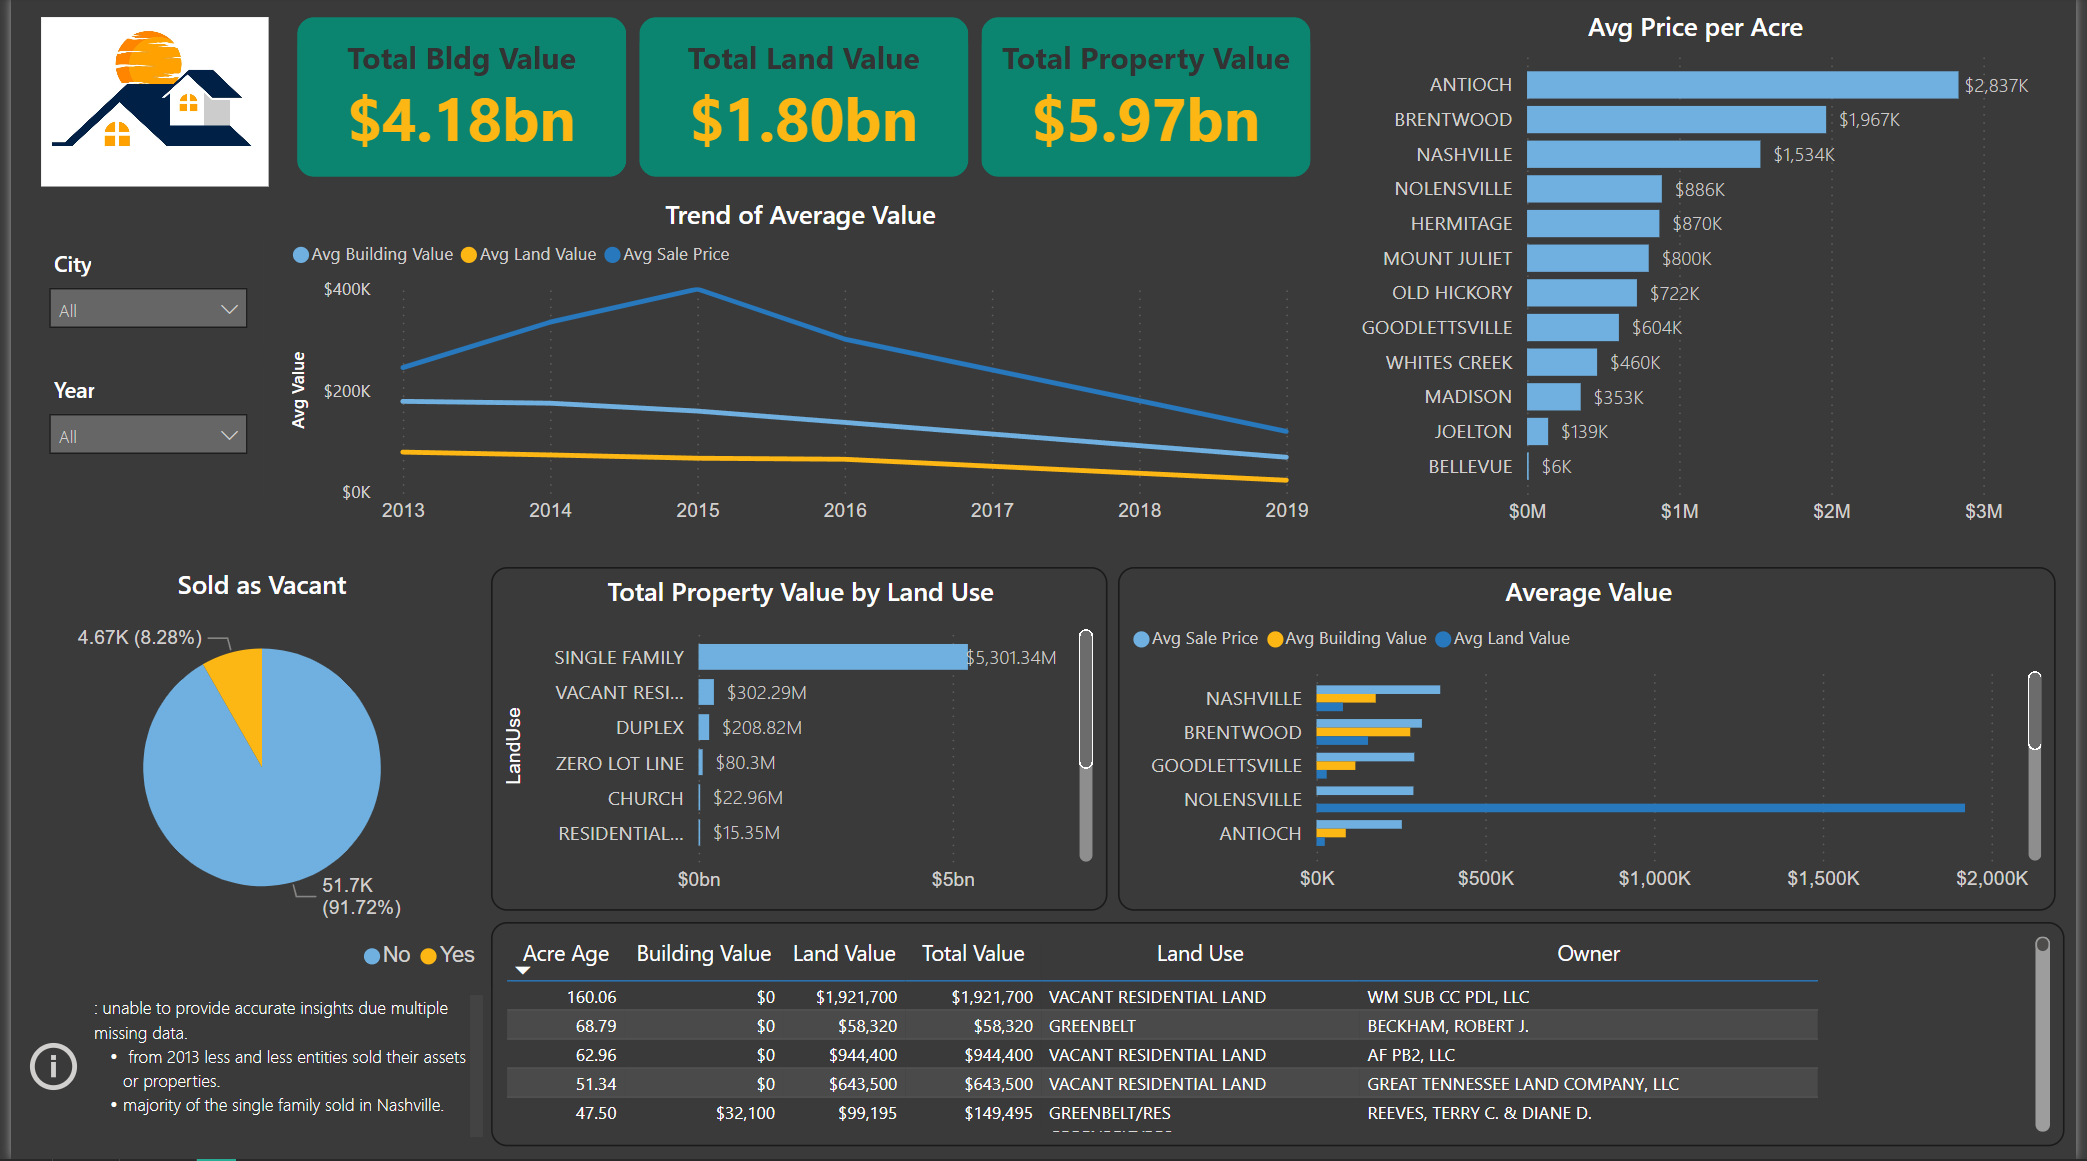 Total Bldg Value
$4.18bn
Total Land Value
$1.80bn
Total Property Value
$5.97bn
Avg Price per Acre
ANTIOCH $2,837K
BRENTWOOD $1,967K
NASHVILLE $1,534K
NOLENSVILLE $886K
HERMITAGE $870K
MOUNT JULIET $800K
OLD HICKORY $722K
GOODLETTSVILLE $604K
WHITES CREEK $460K
MADISON $353K
JOELTON $139K
BELLEVUE $6K
$0M $1M $2M $3M
City
All
Year
All
Trend of Average Value
Avg Building Value Avg Land Value Avg Sale Price
Avg Value
$400K
$200K
$0K
2013 2014 2015 2016 2017 2018 2019
Sold as Vacant
4.67K (8.28%)
51.7K
(91.72%)
No Yes
Total Property Value by Land Use
LandUse
SINGLE FAMILY $5,301.34M
VACANT RESI... $302.29M
DUPLEX $208.82M
ZERO LOT LINE $80.3M
CHURCH $22.96M
RESIDENTIAL... $15.35M
$0bn $5bn
Average Value
Avg Sale Price Avg Building Value Avg Land Value
NASHVILLE
BRENTWOOD
GOODLETTSVILLE
NOLENSVILLE
ANTIOCH
$0K $500K $1,000K $1,500K $2,000K
: unable to provide accurate insights due multiple
missing data.
• from 2013 less and less entities sold their assets
or properties.
• majority of the single family sold in Nashville.
Acre Age Building Value Land Value Total Value Land Use Owner
160.06 $0 $1,921,700 $1,921,700 VACANT RESIDENTIAL LAND WM SUB CC PDL, LLC
68.79 $0 $58,320 $58,320 GREENBELT BECKHAM, ROBERT J.
62.96 $0 $944,400 $944,400 VACANT RESIDENTIAL LAND AF PB2, LLC
51.34 $0 $643,500 $643,500 VACANT RESIDENTIAL LAND GREAT TENNESSEE LAND COMPANY, LLC
47.50 $32,100 $99,195 $149,495 GREENBELT/RES REEVES, TERRY C. & DIANE D.